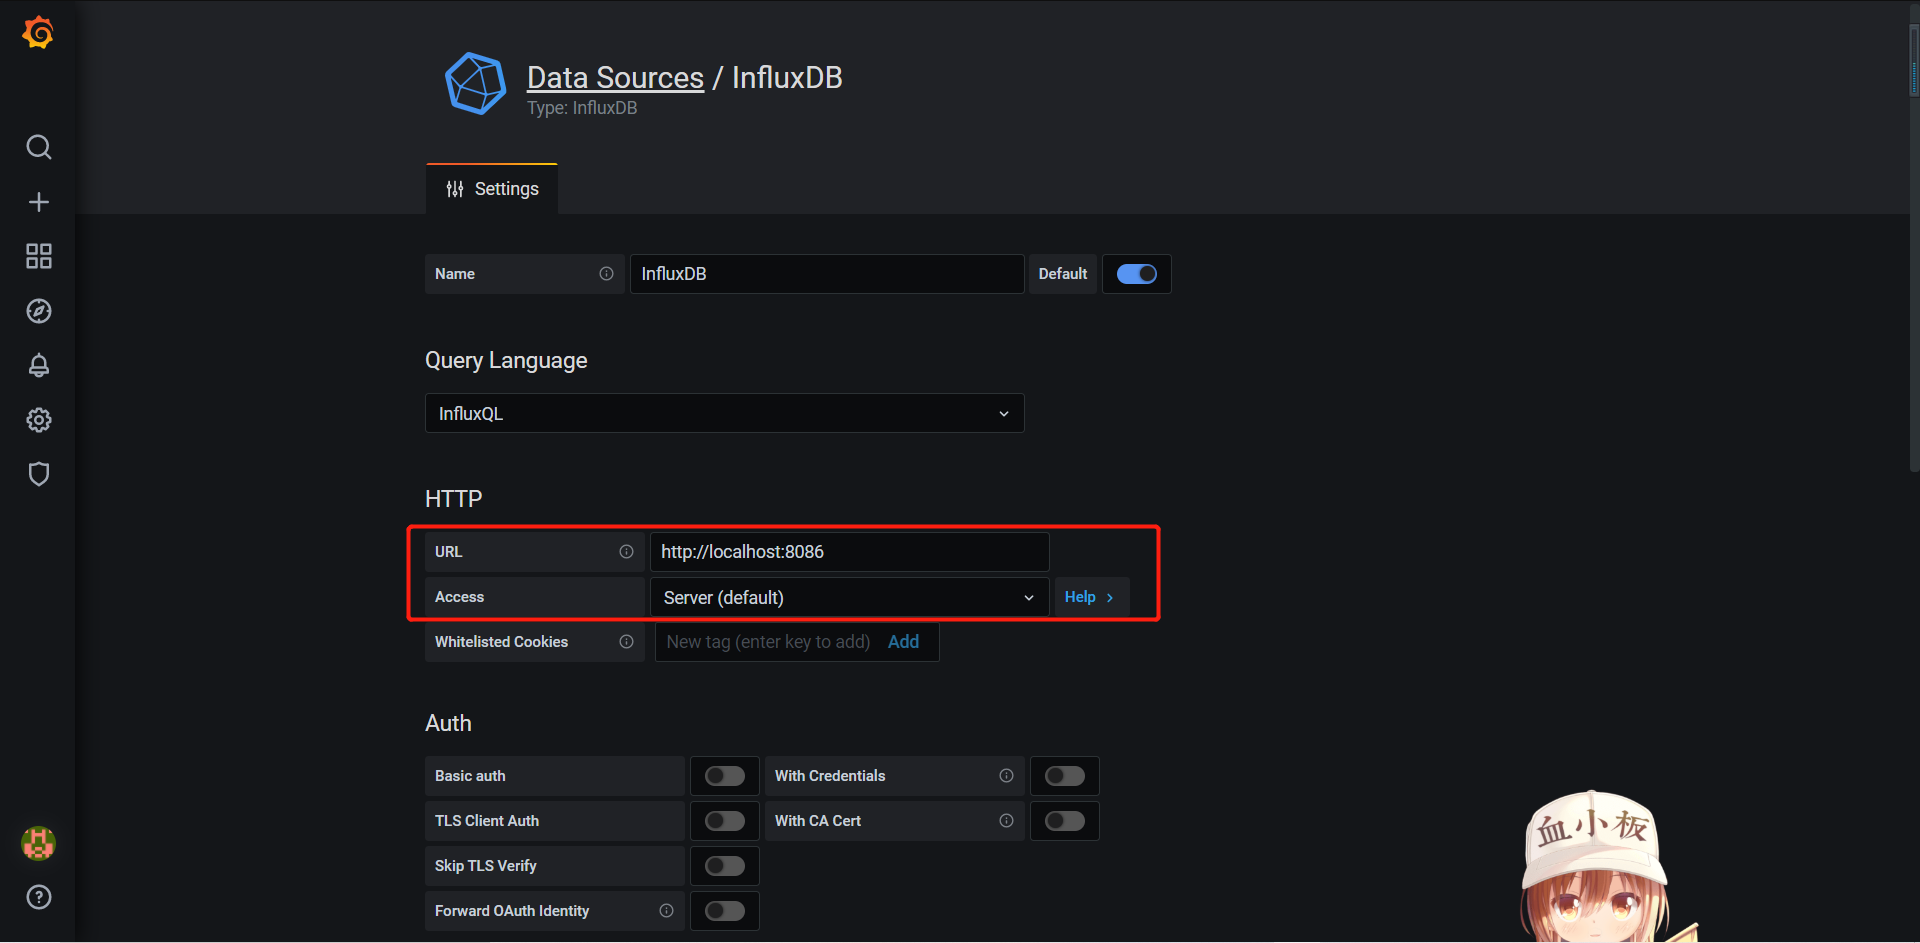 Data Sources / InfluxDB
Type: InfluxDB
Settings
Name InfluxDB Default
Query Language
InfluxQL
HTTP
URL http://localhost:8086
Access Server (default) Help
Whitelisted Cookies New tag (enter key to add) Add
Auth
Basic auth With Credentials
TLS Client Auth With CA Cert
Skip TLS Verify
Forward OAuth Identity
血小板